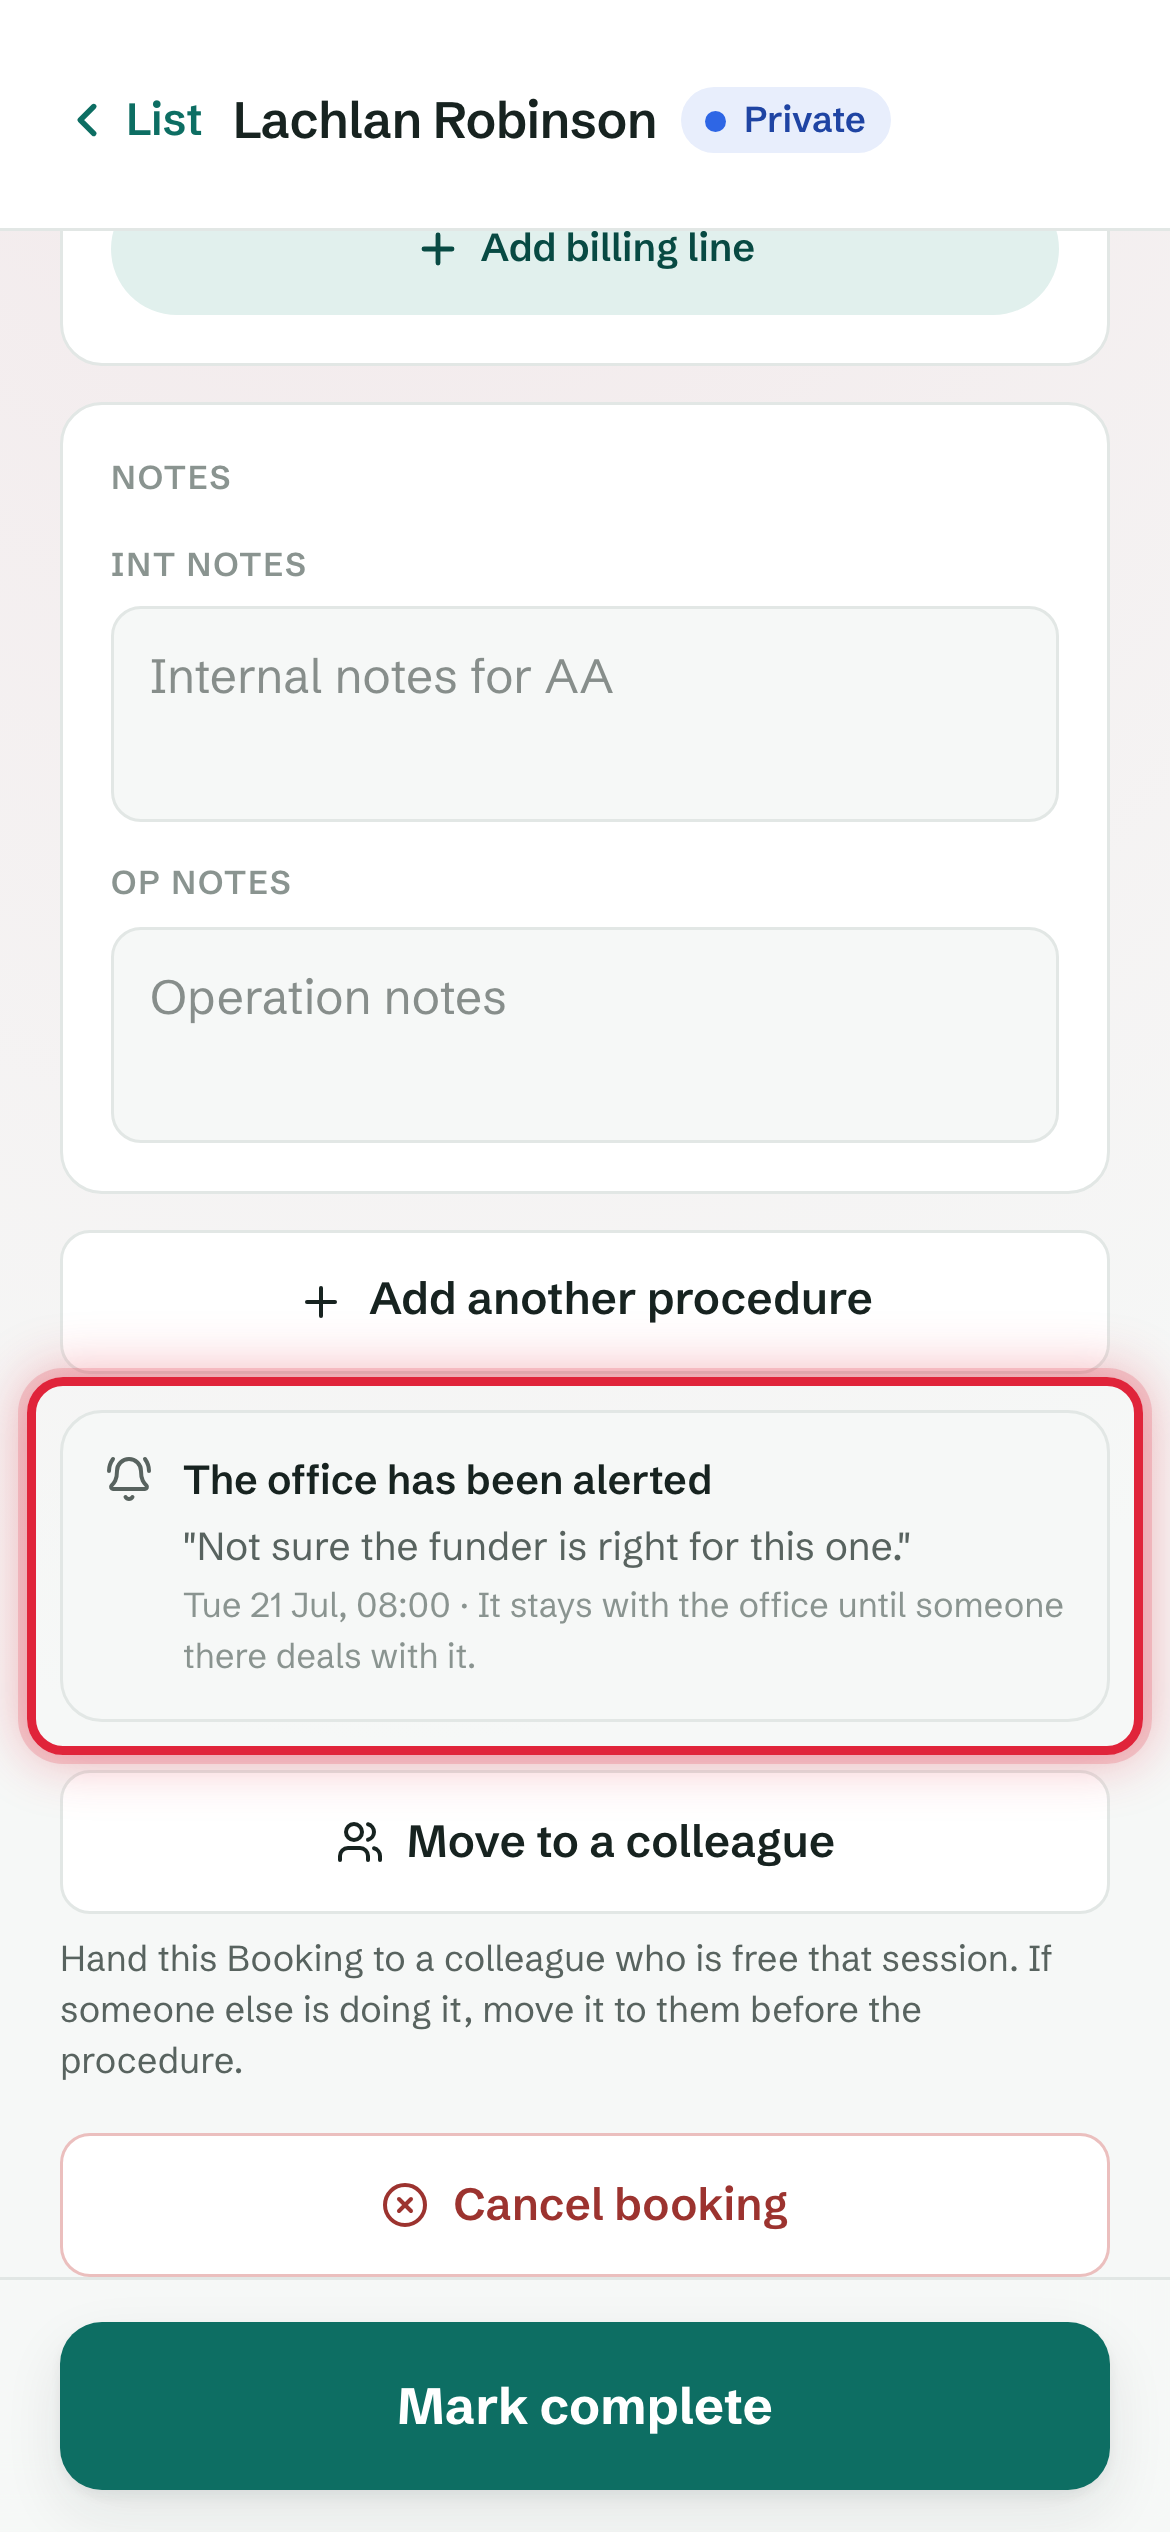 List Lachlan Robinson Private
Add billing line
NOTES
INT NOTES
Internal notes for AA
OP NOTES
Operation notes
Add another procedure
The office has been alerted
"Not sure the funder is right for this one."
Tue 21 Jul, 08:00 · It stays with the office until someone
there deals with it.
Move to a colleague
Hand this Booking to a colleague who is free that session. If
someone else is doing it, move it to them before the
procedure.
Cancel booking
Mark complete